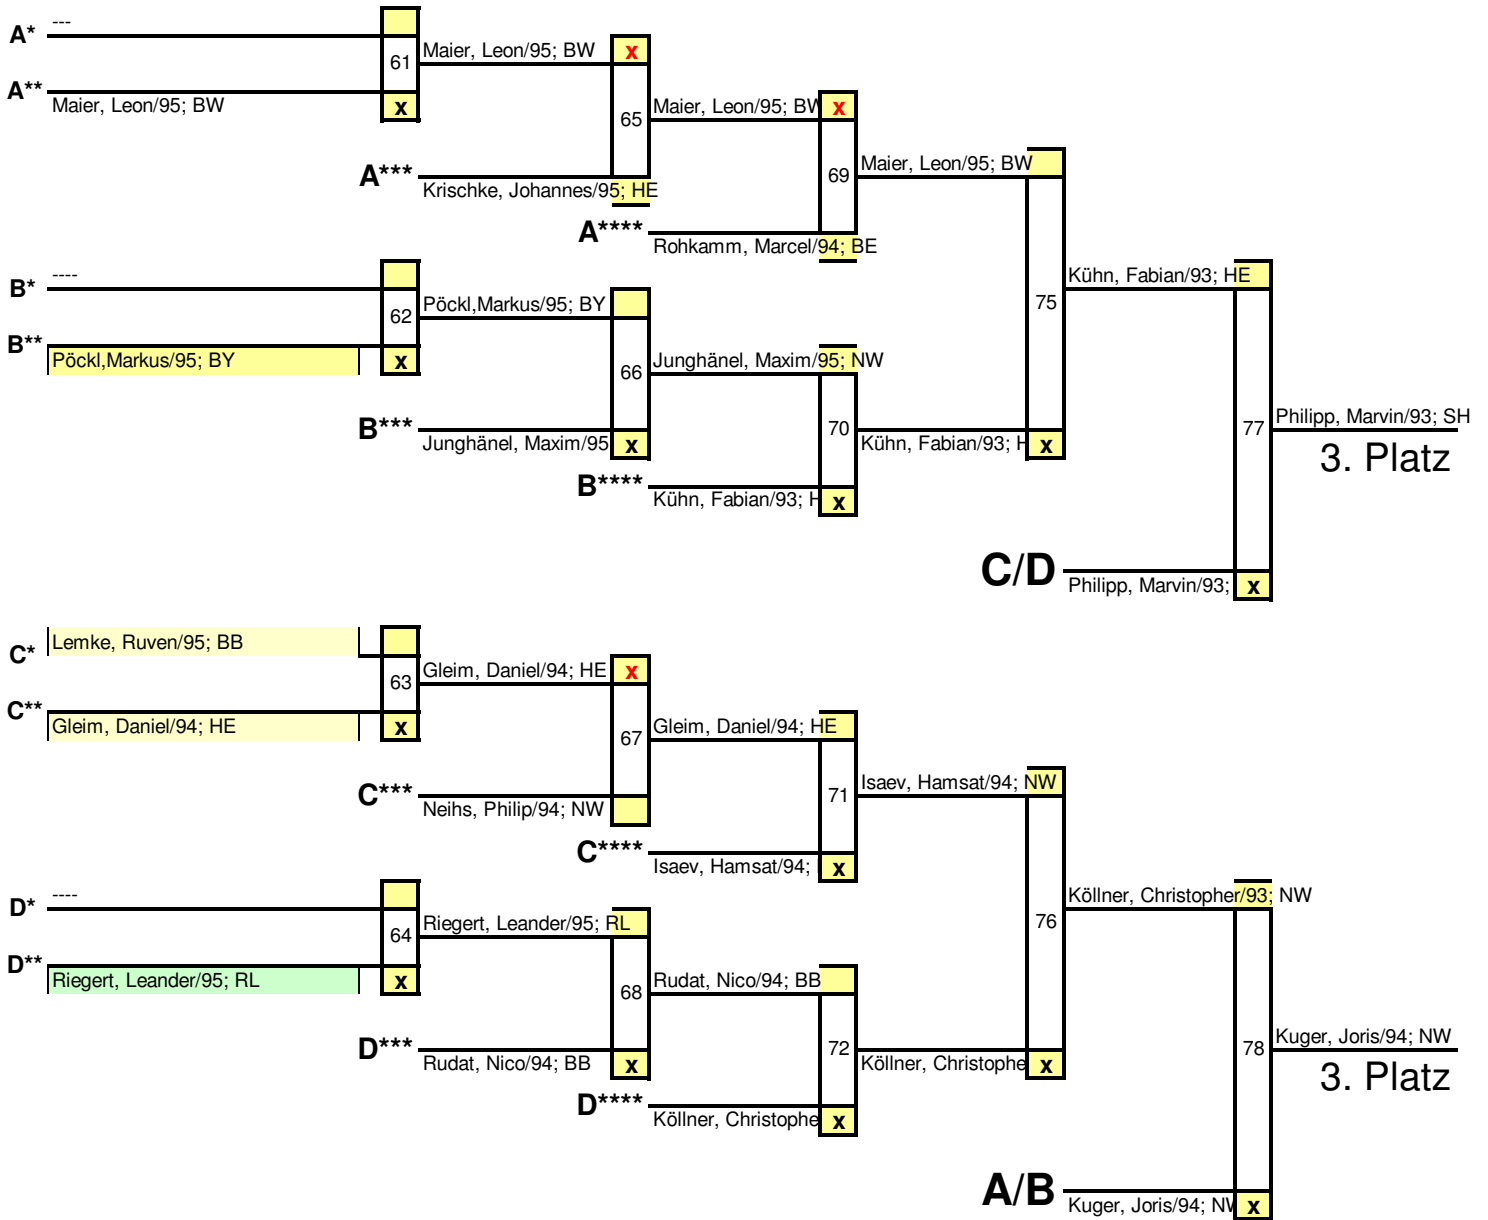 ---
A*
61
Maier, Leon/95; BW
x
A**
Maier, Leon/95; BW
x
65
Maier, Leon/95; BW
x
A***
Krischke, Johannes/95; HE
69
Maier, Leon/95; BW
A****
Rohkamm, Marcel/94; BE
----
B*
62
Pöckl,Markus/95; BY
B**
Pöckl,Markus/95; BY
x
75
Kühn, Fabian/93; HE
66
Junghänel, Maxim/95; NW
B***
Junghänel, Maxim/95
x
70
Kühn, Fabian/93; H
x
B****
Kühn, Fabian/93; H
x
77
Philipp, Marvin/93; SH
3. Platz
C/D
Philipp, Marvin/93;
x
Lemke, Ruven/95; BB
C*
63
Gleim, Daniel/94; HE
x
C**
Gleim, Daniel/94; HE
x
67
Gleim, Daniel/94; HE
C***
Neihs, Philip/94; NW
71
Isaev, Hamsat/94; NW
C****
Isaev, Hamsat/94;
x
----
D*
64
Riegert, Leander/95; RL
D**
Riegert, Leander/95; RL
x
76
Köllner, Christopher/93; NW
68
Rudat, Nico/94; BB
D***
Rudat, Nico/94; BB
x
72
Köllner, Christophe
x
D****
Köllner, Christophe
x
78
Kuger, Joris/94; NW
3. Platz
A/B
Kuger, Joris/94; NW
x